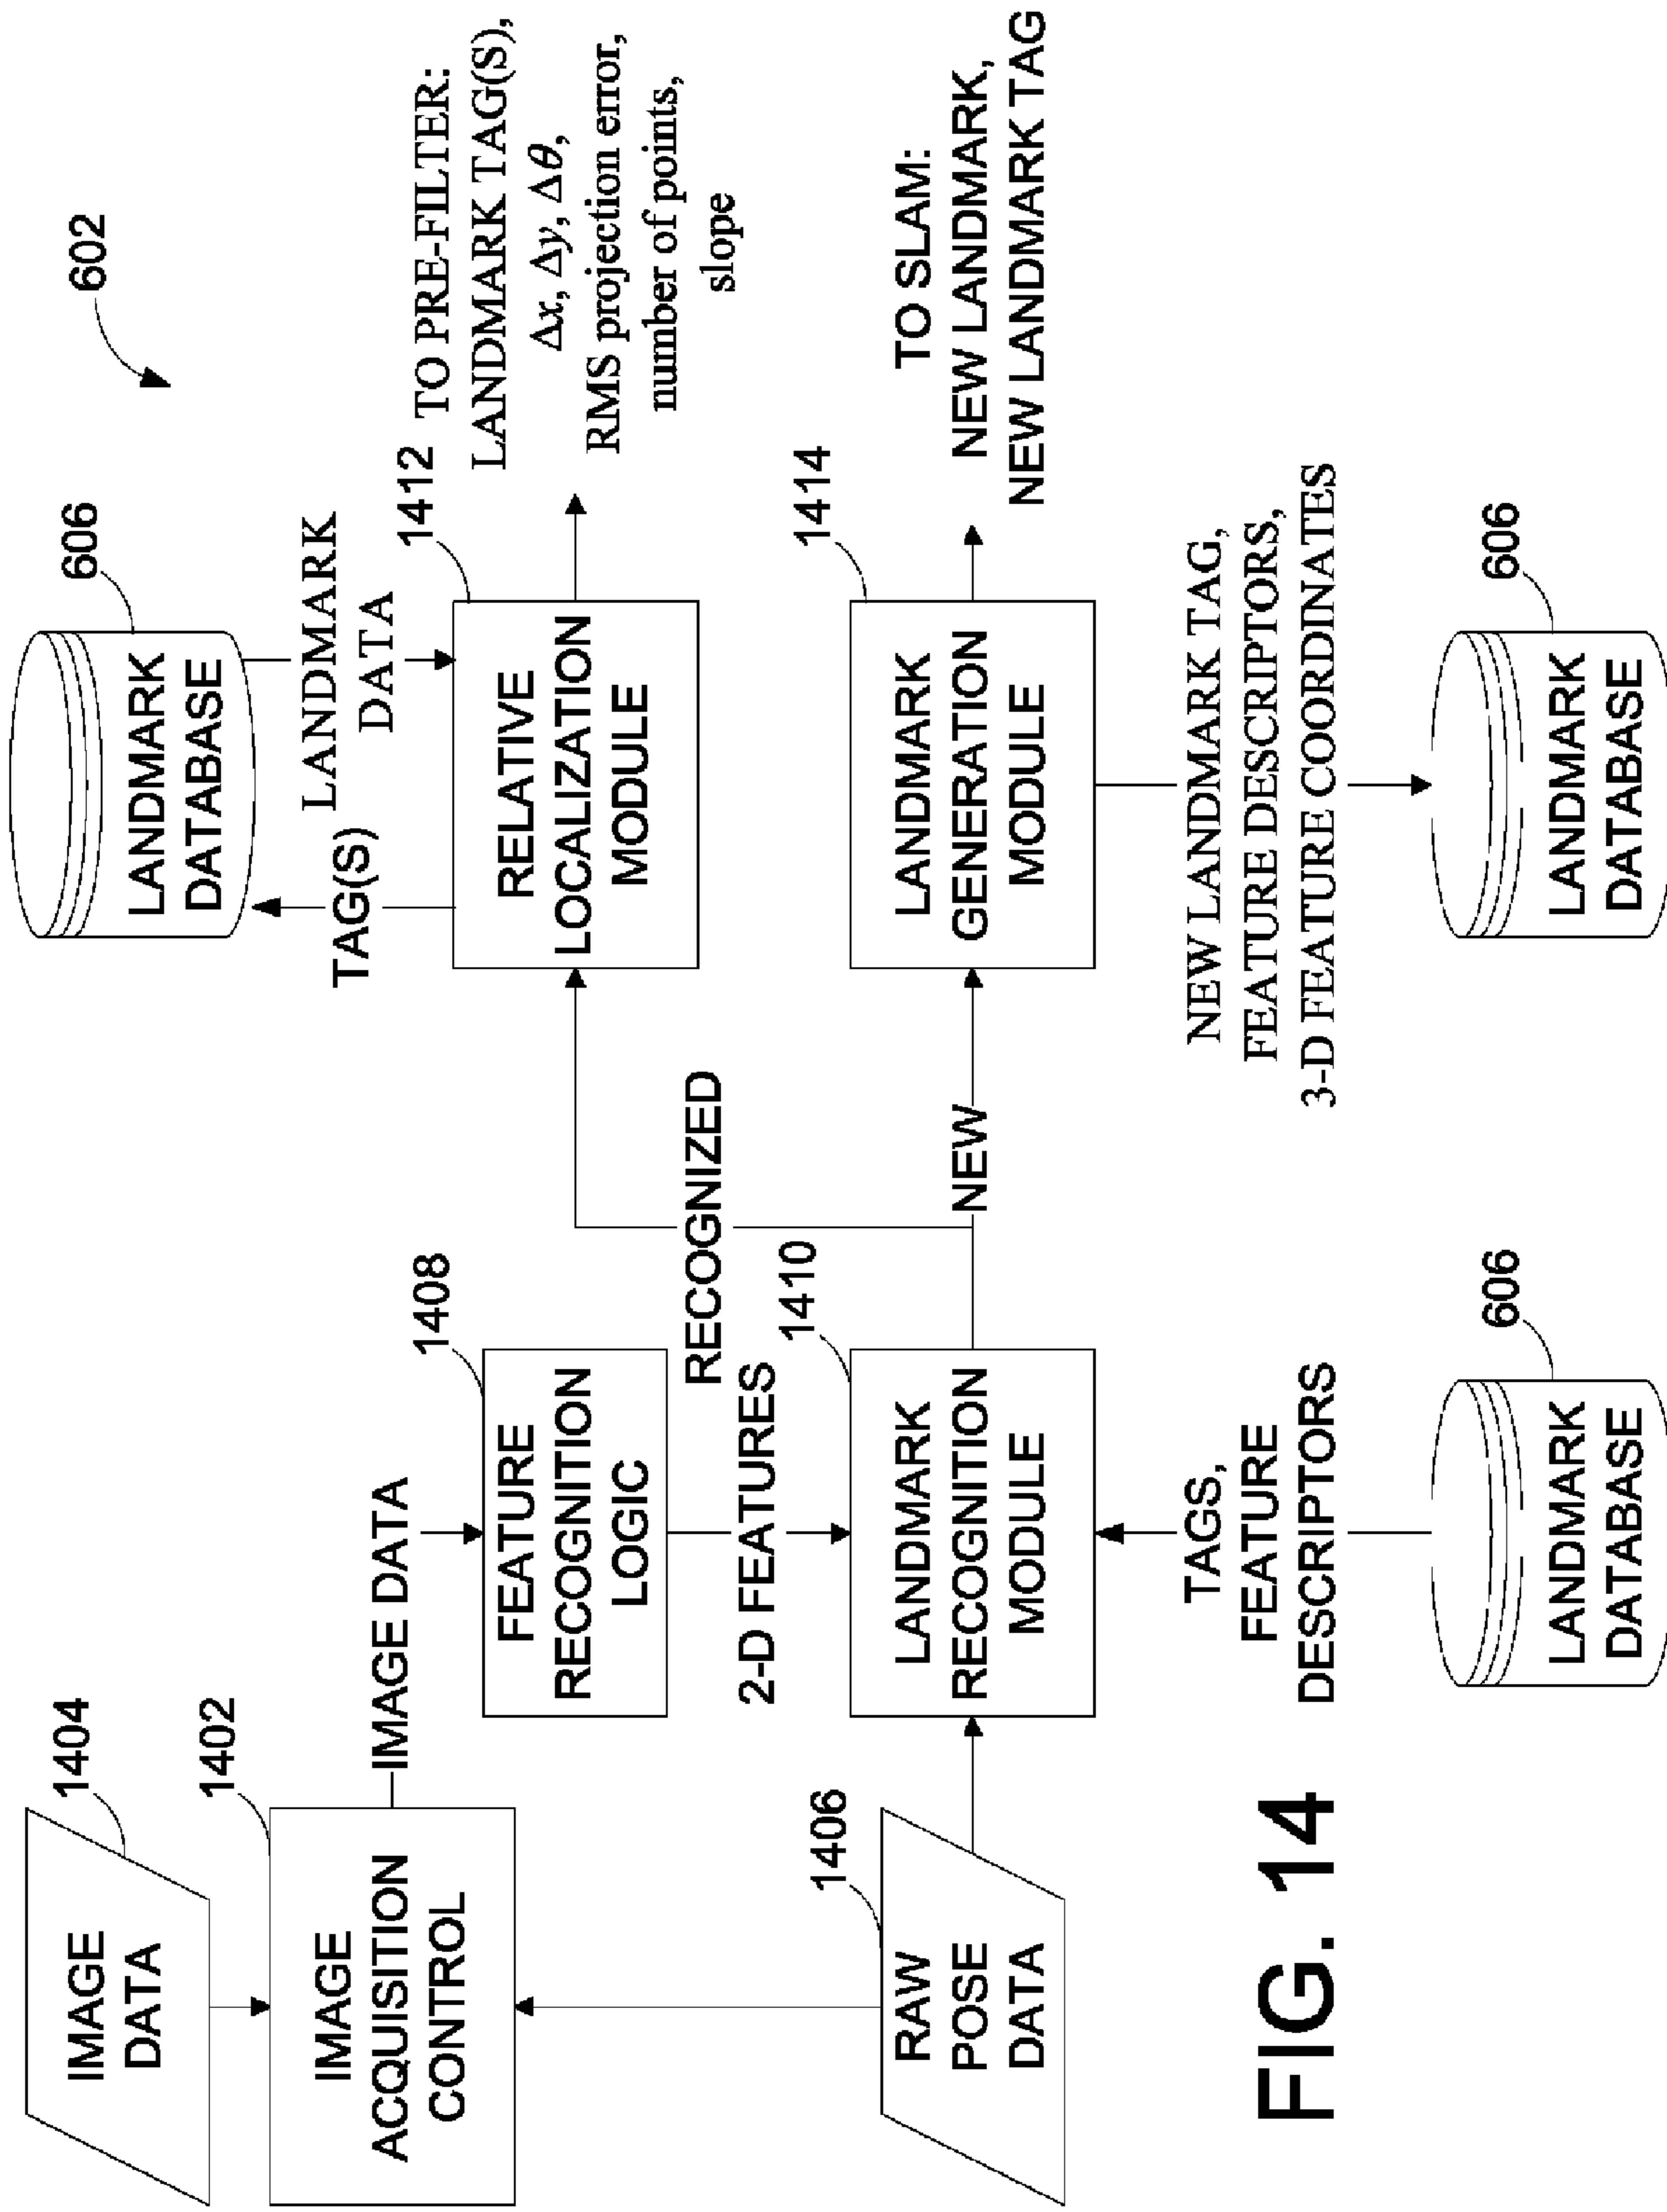 602
IMAGE
DATA
1404
IMAGE
ACQUISITION
CONTROL
1402
IMAGE DATA
RAW
POSE
DATA
1406
FEATURE
RECOGNITION
LOGIC
1408
2-D FEATURES
LANDMARK
RECOGNITION
MODULE
1410
TAGS,
FEATURE
DESCRIPTORS
LANDMARK
DATABASE
606
RECOGNIZED
NEW
LANDMARK
DATABASE
606
TAG(S)
LANDMARK
DATA
RELATIVE
LOCALIZATION
MODULE
1412
TO PRE-FILTER:
LANDMARK TAG(S),
Δx, Δy, Δθ,
RMS projection error,
number of points,
slope
LANDMARK
GENERATION
MODULE
1414
TO SLAM:
NEW LANDMARK,
NEW LANDMARK TAG
NEW LANDMARK TAG,
FEATURE DESCRIPTORS,
3-D FEATURE COORDINATES
LANDMARK
DATABASE
606
FIG. 14